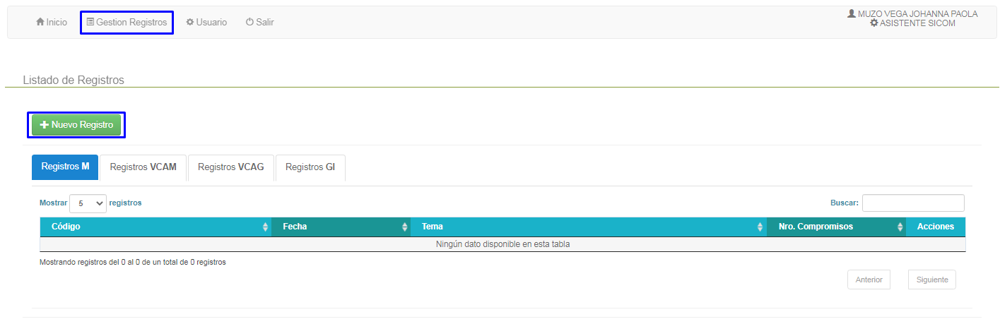 Inicio Gestion Registros Usuario Salir
MUZO VEGA JOHANNA PAOLA
ASISTENTE SICOM
Listado de Registros
Nuevo Registro
Registros M Registros VCAM Registros VCAG Registros GI
Mostrar 5 registros Buscar:
Código Fecha Tema Nro. Compromisos Acciones
Ningún dato disponible en esta tabla
Mostrando registros del 0 al 0 de un total de 0 registros
Anterior Siguiente